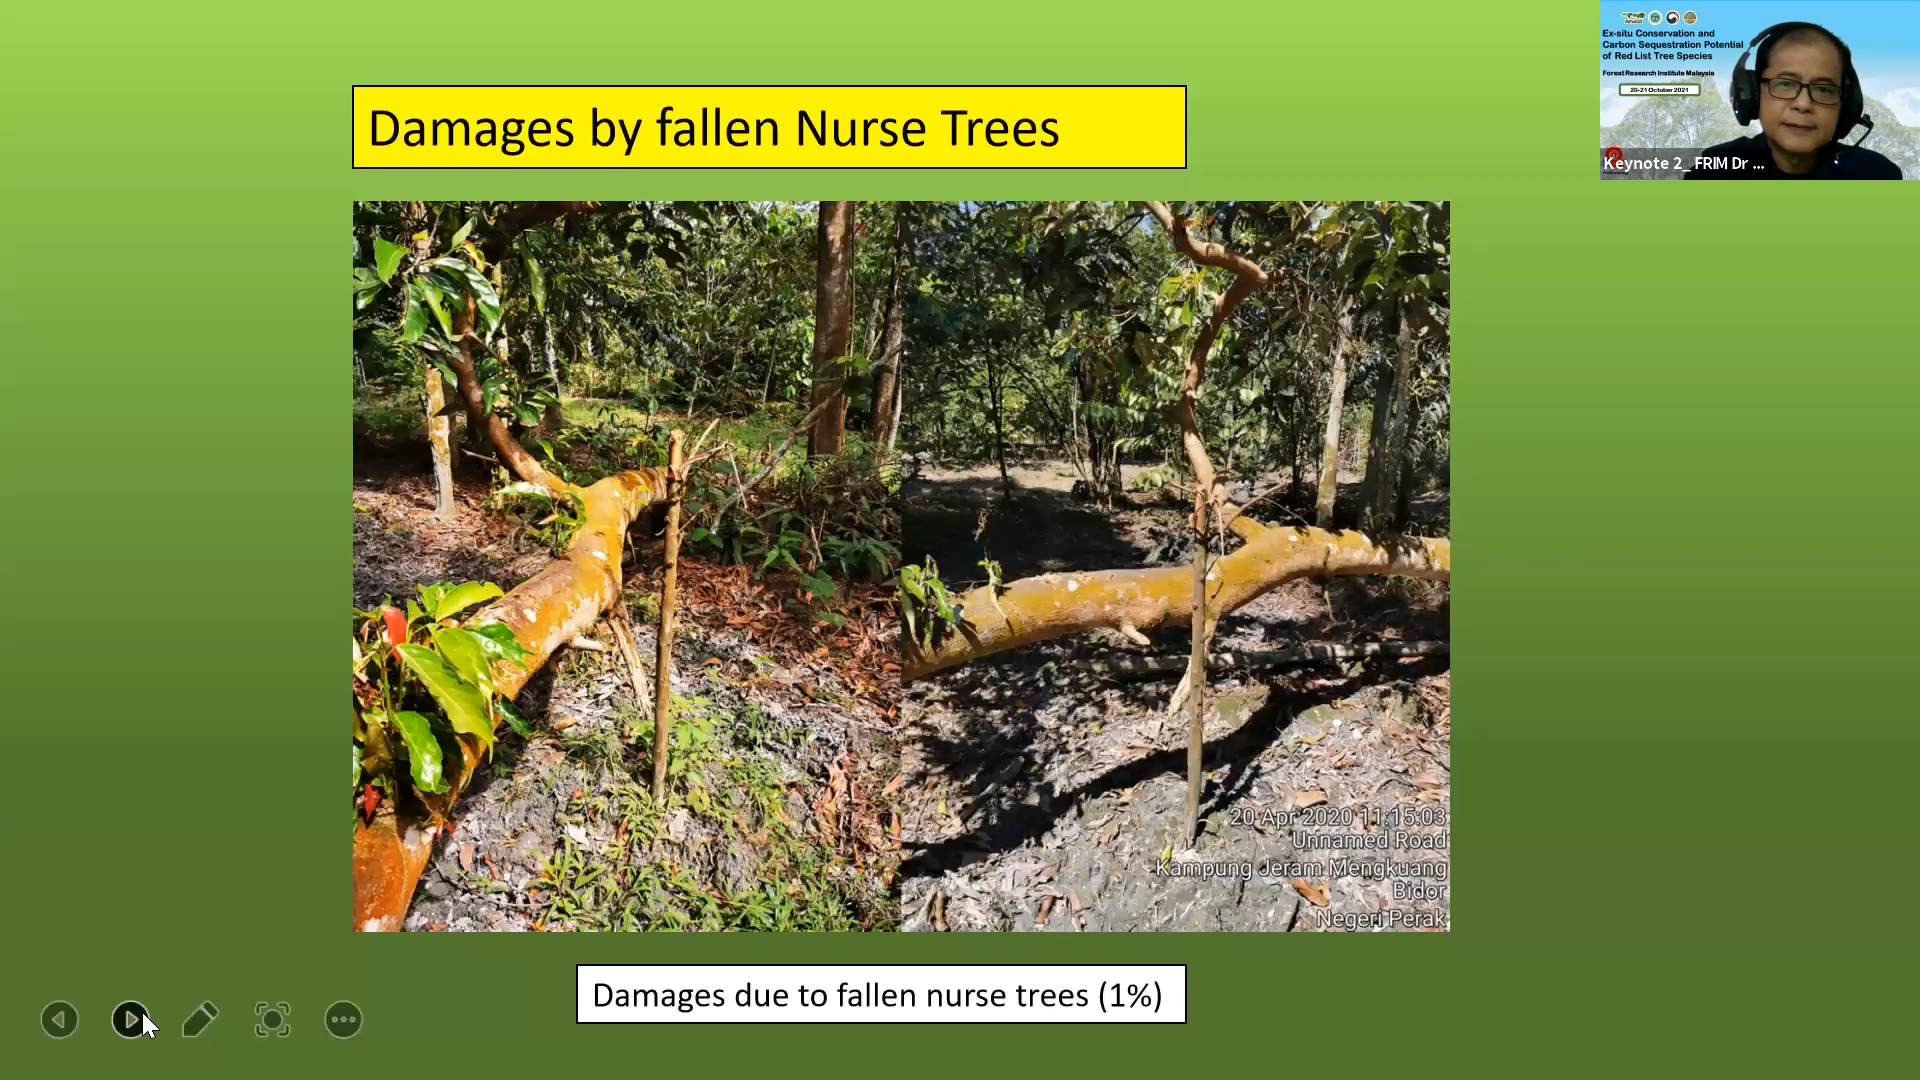 Damages by fallen Nurse Trees
Ex-situ Conservation and
Carbon Sequestration Potential
of Red List Tree Species
Forest Research Institute Malaysia
20-21 October 2021
Keynote 2_ FRIM Dr ...
20 Apr 2020 11:15:03
Unnamed Road
Kampung Jeram Mengkuang
Bidor
Negeri Perak
Damages due to fallen nurse trees (1%)